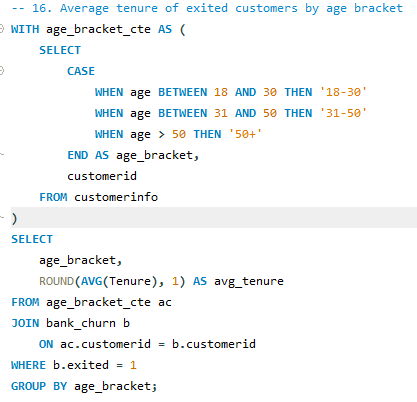 -- 16. Average tenure of exited customers by age bracket
WITH age_bracket_cte AS (
    SELECT
        CASE
            WHEN age BETWEEN 18 AND 30 THEN '18-30'
            WHEN age BETWEEN 31 AND 50 THEN '31-50'
            WHEN age > 50 THEN '50+'
        END AS age_bracket,
        customerid
    FROM customerinfo
)
SELECT
    age_bracket,
    ROUND(AVG(Tenure), 1) AS avg_tenure
FROM age_bracket_cte ac
JOIN bank_churn b
    ON ac.customerid = b.customerid
WHERE b.exited = 1
GROUP BY age_bracket;